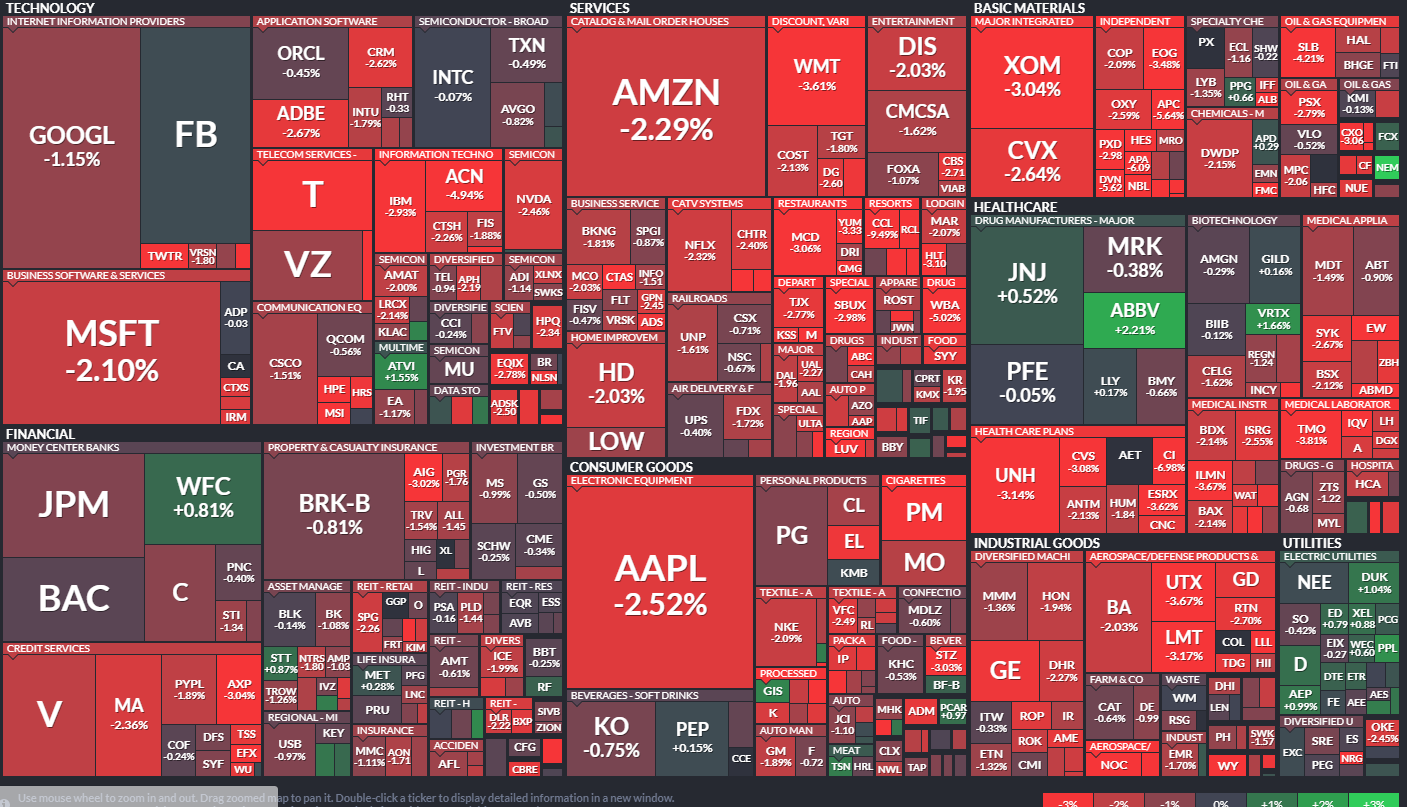 TECHNOLOGY
INTERNET INFORMATION PROVIDERS
GOOGL
-1.15%
FB
TWTR
VRSN
-1.80
BUSINESS SOFTWARE & SERVICES
MSFT
-2.10%
ADP
-0.03
CA
CTXS
IRM
APPLICATION SOFTWARE
ORCL
-0.45%
CRM
-2.62%
ADBE
-2.67%
INTU
-1.79%
RHT
-0.33
SEMICONDUCTOR - BROAD
INTC
-0.07%
TXN
-0.49%
AVGO
-0.82%
TELECOM SERVICES -
T
VZ
INFORMATION TECHNO
IBM
-2.93%
ACN
-4.94%
CTSH
-2.26%
FIS
-1.88%
SEMICON
NVDA
-2.46%
COMMUNICATION EQ
CSCO
-1.51%
QCOM
-0.56%
HPE
HRS
MSI
SEMICON
AMAT
-2.00%
LRCX
-2.14%
KLAC
DIVERSIFIED
TEL
-0.94
APH
-2.19
SEMICON
ADI
-1.14
XLNX
SWKS
DIVERSIFIE
CCI
-0.24%
SCIEN
FTV
HPQ
-2.34
MULTIME
ATVI
+1.55%
EA
-1.17%
SEMICON
MU
DATA STO
EQIX
-2.78%
BR
NLSN
ADSK
-2.50
FINANCIAL
MONEY CENTER BANKS
JPM
WFC
+0.81%
BAC
C
PNC
-0.40%
STI
-1.34
CREDIT SERVICES
V
MA
-2.36%
PYPL
-1.89%
AXP
-3.04%
COF
-0.24%
DFS
SYF
TSS
EFX
WU
PROPERTY & CASUALTY INSURANCE
BRK-B
-0.81%
AIG
-3.02%
PGR
-1.76
TRV
-1.54%
ALL
-1.45
HIG
XL
L
INVESTMENT BR
MS
-0.99%
GS
-0.50%
SCHW
-0.25%
CME
-0.34%
ASSET MANAGE
BLK
-0.14%
BK
-1.08%
STT
+0.87%
NTRS
-1.80
AMP
-1.03
TROW
-1.26%
IVZ
REIT - RETAI
SPG
-2.26
GGP
O
FRT
KIM
REIT - INDU
PSA
-0.16
PLD
-1.44
REIT - RES
EQR
ESS
AVB
LIFE INSURA
MET
+0.28%
PFG
PRU
LNC
REIT -
AMT
-0.61%
DIVERS
ICE
-1.99%
BBT
-0.25%
RF
REGIONAL - MI
USB
-0.97%
KEY
INSURANCE
MMC
-1.11%
AON
-1.71
REIT - H
REIT -
DLR
-2.22
BXP
SIVB
ZION
ACCIDEN
AFL
CFG
CBRE
SERVICES
CATALOG & MAIL ORDER HOUSES
AMZN
-2.29%
DISCOUNT, VARI
WMT
-3.61%
COST
-2.13%
TGT
-1.80%
DG
-2.60
ENTERTAINMENT
DIS
-2.03%
CMCSA
-1.62%
FOXA
-1.07%
CBS
-2.71
VIAB
BUSINESS SERVICE
BKNG
-1.81%
SPGI
-0.87%
MCO
-2.03%
CTAS
INFO
-1.51
FISV
-0.47%
FLT
GPN
-2.45
VRSK
ADS
CATV SYSTEMS
NFLX
-2.32%
CHTR
-2.40%
RESTAURANTS
MCD
-3.06%
YUM
-3.33
DRI
CMG
RESORTS
CCL
-9.49%
RCL
LODGIN
MAR
-2.07%
HLT
-3.10
HOME IMPROVEM
HD
-2.03%
LOW
RAILROADS
UNP
-1.61%
CSX
-0.71%
NSC
-0.67%
DEPART
TJX
-2.77%
KSS
M
SPECIAL
SBUX
-2.98%
APPARE
ROST
JWN
DRUG
WBA
-5.02%
MAJOR
DAL
-1.96
UAL
-2.27
AAL
DRUGS
ABC
CAH
INDUST
FOOD
SYY
AIR DELIVERY & F
UPS
-0.40%
FDX
-1.72%
SPECIAL
ULTA
AUTO P
AZO
AAP
REGION
LUV
CPRT
KMX
KR
-1.95
TIF
BBY
CONSUMER GOODS
ELECTRONIC EQUIPMENT
AAPL
-2.52%
PERSONAL PRODUCTS
PG
CL
EL
KMB
CIGARETTES
PM
MO
TEXTILE - A
NKE
-2.09%
TEXTILE - A
VFC
-2.49
RL
CONFECTIO
MDLZ
-0.60%
PACKA
IP
FOOD -
KHC
-0.53%
BEVER
STZ
-3.03%
BF-B
PROCESSED
GIS
K
BEVERAGES - SOFT DRINKS
KO
-0.75%
PEP
+0.15%
CCE
AUTO MAN
GM
-1.89%
F
-0.72
AUTO
JCI
-1.10
MEAT
TSN
HRL
MHK
ADM
PCAR
+0.97
CLX
NWL
TAP
BASIC MATERIALS
MAJOR INTEGRATED
XOM
-3.04%
CVX
-2.64%
INDEPENDENT
COP
-2.09%
EOG
-3.48%
OXY
-2.59%
APC
-5.64%
PXD
-2.98
HES
MRO
APA
-6.09
DVN
-5.62
NBL
SPECIALTY CHE
PX
ECL
-1.16
SHW
-0.22
LYB
-1.35%
PPG
+0.66
IFF
ALB
OIL & GAS EQUIPMEN
SLB
-4.21%
HAL
BHGE
FTI
CHEMICALS - M
DWDP
-2.15%
APD
+0.29
EMN
FMC
OIL & GA
PSX
-2.79%
VLO
-0.52%
MPC
-2.06
HFC
OIL & GAS
KMI
-0.13%
CXO
-3.06
FCX
CF
NEM
NUE
HEALTHCARE
DRUG MANUFACTURERS - MAJOR
JNJ
+0.52%
MRK
-0.38%
ABBV
+2.21%
PFE
-0.05%
LLY
+0.17%
BMY
-0.66%
BIOTECHNOLOGY
AMGN
-0.29%
GILD
+0.16%
BIIB
-0.12%
VRTX
+1.66%
CELG
-1.62%
REGN
-1.24
INCY
MEDICAL APPLIA
MDT
-1.49%
ABT
-0.90%
SYK
-2.67%
EW
BSX
-2.12%
ZBH
ABMD
HEALTH CARE PLANS
UNH
-3.14%
CVS
-3.08%
AET
CI
-6.98%
ANTM
-2.13%
HUM
-1.84
ESRX
-3.62%
CNC
MEDICAL INSTR
BDX
-2.14%
ISRG
-2.55%
ILMN
-3.67%
WAT
BAX
-2.14%
MEDICAL LABORATOR
TMO
-3.81%
IQV
LH
A
DGX
DRUGS - G
AGN
-0.68
ZTS
-1.22
MYL
HOSPITA
HCA
INDUSTRIAL GOODS
DIVERSIFIED MACHI
MMM
-1.36%
HON
-1.94%
GE
DHR
-2.27%
ITW
-0.33%
ROP
IR
ROK
AME
ETN
-1.32%
CMI
AEROSPACE/DEFENSE PRODUCTS &
BA
-2.03%
UTX
-3.67%
GD
LMT
-3.17%
RTN
-2.70%
COL
LLL
TDG
HII
FARM & CO
CAT
-0.64%
DE
-0.99
WASTE
WM
RSG
DHI
LEN
AEROSPACE/
NOC
INDUST
EMR
-1.70%
PH
SWK
-1.57
WY
UTILITIES
ELECTRIC UTILITIES
NEE
DUK
+1.04%
SO
-0.42%
ED
+0.79
XEL
+0.88
PCG
D
EIX
-0.27
WEC
+0.60
PPL
DTE
ETR
AEP
+0.99%
FE
AEE
AES
DIVERSIFIED U
EXC
SRE
ES
PEG
NRG
OKE
-2.45%
Use mouse wheel to zoom in and out. Drag zoomed map to pan it. Double-click a ticker to display detailed information in a new window.
-3% -2% -1% 0% +1% +2% +3%